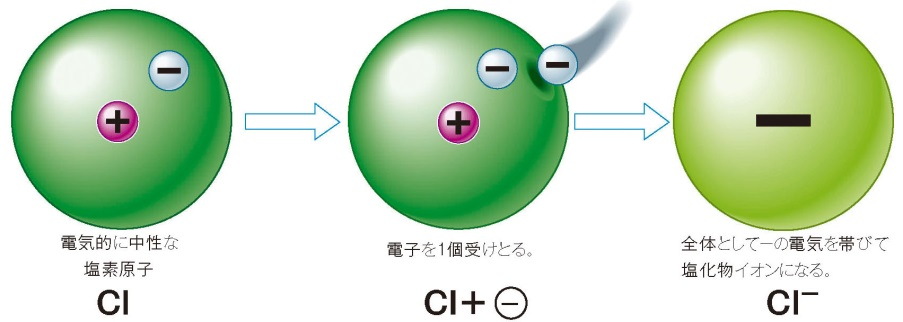 －
＋
－
－
＋
－
電気的に中性な
塩素原子
Cl
電子を1個受けとる。
Cl＋⊖
全体として－の電気を帯びて
塩化物イオンになる。
Cl⁻